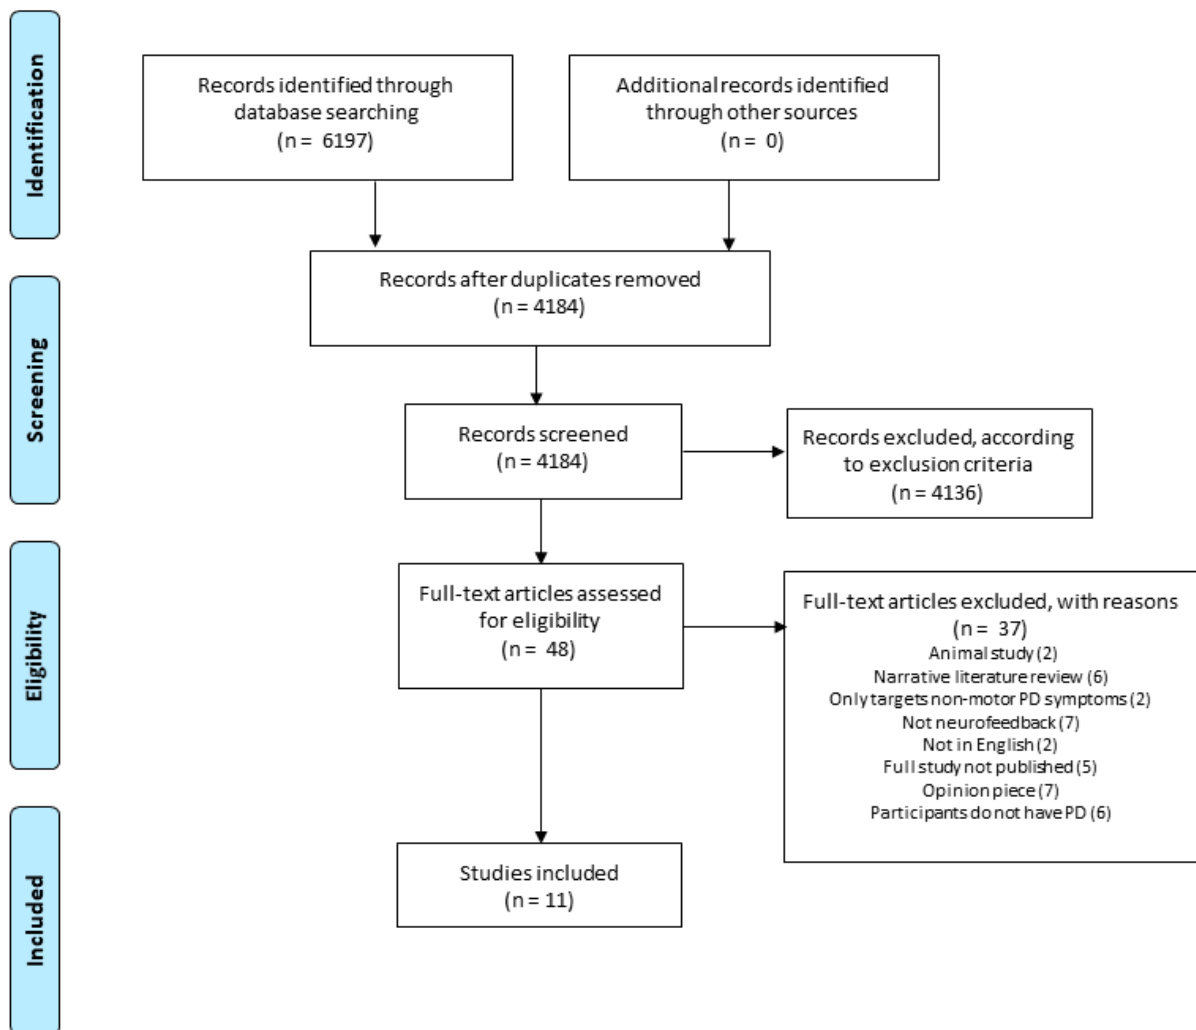 Identification
Records identified through
database searching
(n = 6197)
Additional records identified
through other sources
(n = 0)
Records after duplicates removed
(n = 4184)
Screening
Records screened
(n = 4184)
Records excluded, according
to exclusion criteria
(n = 4136)
Eligibility
Full-text articles assessed
for eligibility
(n = 48)
Full-text articles excluded, with reasons
(n = 37)
Animal study (2)
Narrative literature review (6)
Only targets non-motor PD symptoms (2)
Not neurofeedback (7)
Not in English (2)
Full study not published (5)
Opinion piece (7)
Participants do not have PD (6)
Included
Studies included
(n = 11)